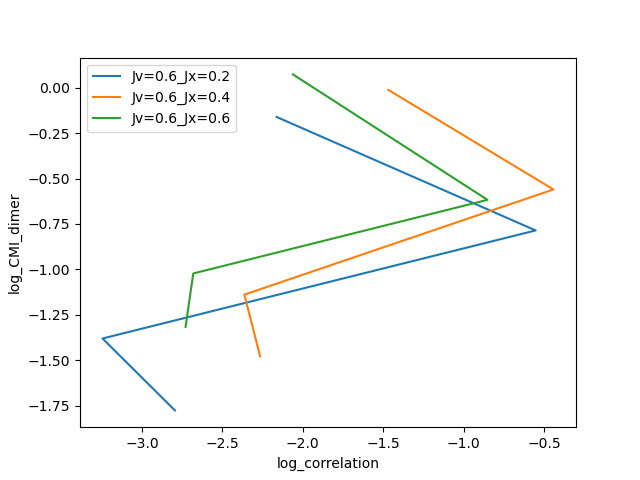 Jv=0.6_Jx=0.2
Jv=0.6_Jx=0.4
Jv=0.6_Jx=0.6
0.00
−0.25
−0.50
−0.75
−1.00
−1.25
−1.50
−1.75
log_CMI_dimer
−3.0 −2.5 −2.0 −1.5 −1.0 −0.5
log_correlation